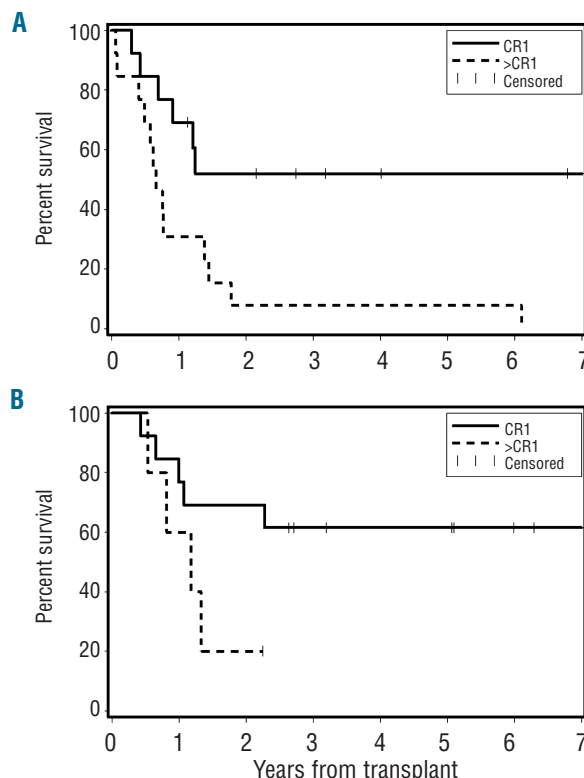 A
100
80
60
40
20
0
Percent survival
CR1
>CR1
Censored
0 1 2 3 4 5 6 7
B
100
80
60
40
20
0
Percent survival
CR1
>CR1
Censored
0 1 2 3 4 5 6 7
Years from transplant